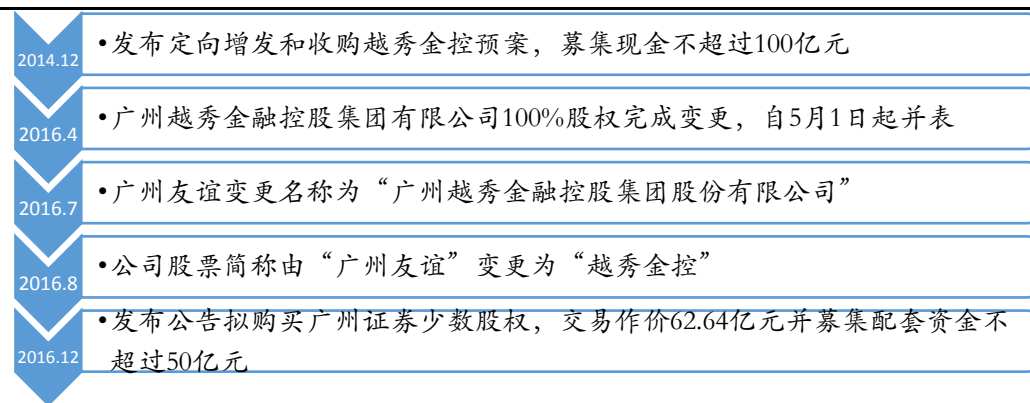 2014.12
•发布定向增发和收购越秀金控预案，募集现金不超过100亿元
2016.4
•广州越秀金融控股集团有限公司100%股权完成变更，自5月1日起并表
2016.7
•广州友谊变更名称为“广州越秀金融控股集团股份有限公司”
2016.8
•公司股票简称由“广州友谊”变更为“越秀金控”
2016.12
•发布公告拟购买广州证券少数股权，交易作价62.64亿元并募集配套资金不
超过50亿元